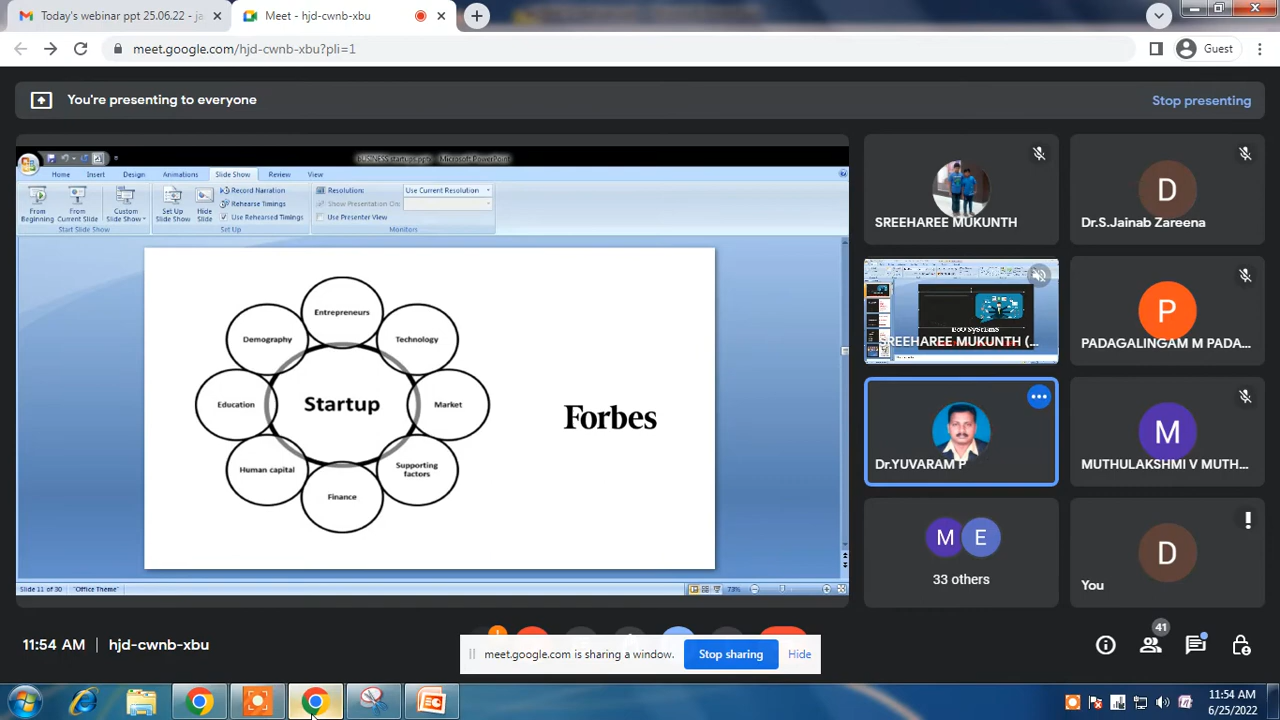 Today's webinar ppt 25.06.22 - ja
Meet - hjd-cwnb-xbu
meet.google.com/hjd-cwnb-xbu?pli=1
Guest
You're presenting to everyone
Stop presenting
BUSINESS startups.ppt - Microsoft PowerPoint
Home
Insert
Design
Animations
Slide Show
Review
View
From Beginning
From Current Slide
Custom Slide Show
Set Up Slide Show
Hide Slide
Record Narration
Rehearse Timings
Use Rehearsed Timings
Resolution:
Use Current Resolution
Show Presentation On:
Use Presenter View
Start Slide Show
Set Up
Monitors
Entrepreneurs
Demography
Technology
Education
Startup
Market
Forbes
Human capital
Supporting
factors
Finance
Slide 11 of 30
"Office Theme"
73%
SREEHAREE MUKUNTH
D
Dr.S.Jainab Zareena
SREEHAREE MUKUNTH (...
P
PADAGALINGAM M PADA...
Dr.YUVARAM P
M
MUTHULAKSHMI V MUTH...
M E
33 others
D
You
11:54 AM | hjd-cwnb-xbu
meet.google.com is sharing a window.
Stop sharing
Hide
41
11:54 AM
6/25/2022